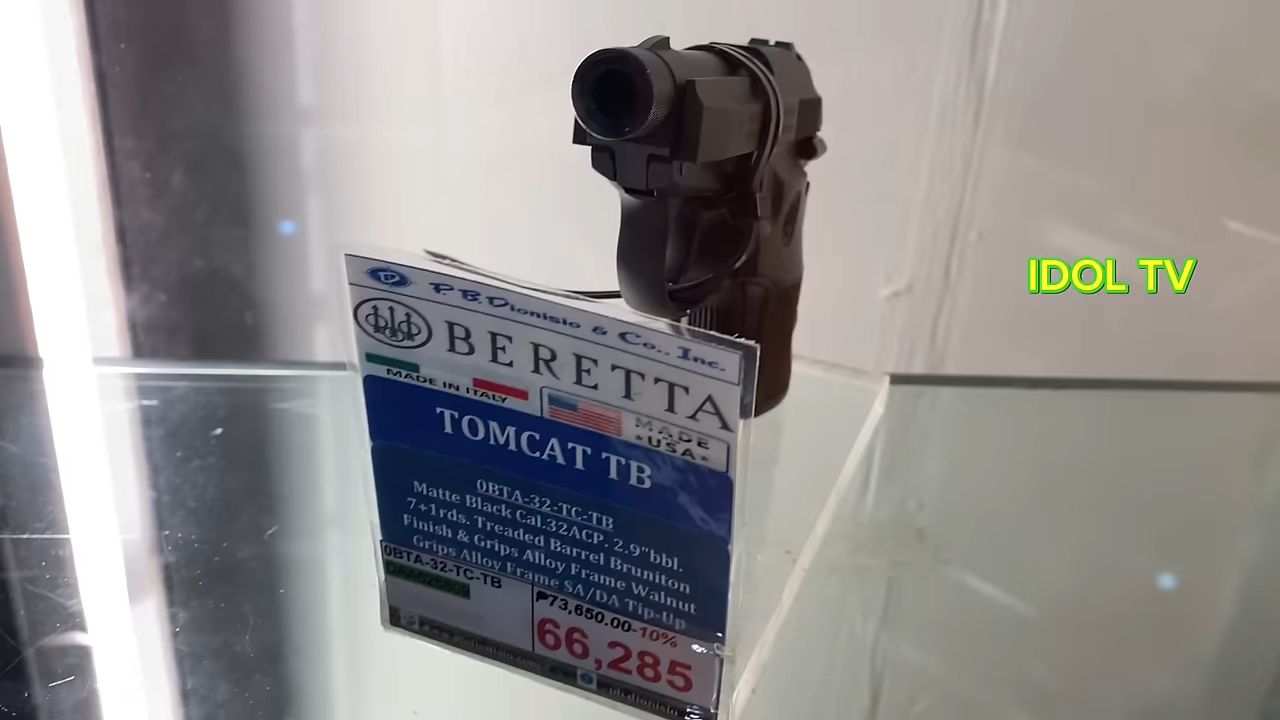 P.B.Dionisio & Co., Inc.
BERETTA
MADE IN ITALY
MADE
*USA*
TOMCAT TB
0BTA-32-TC-TB
Matte Black Cal.32ACP. 2.9"bbl.
7+1rds. Treaded Barrel Bruniton
Finish & Grips Alloy Frame Walnut
Grips Alloy Frame SA/DA Tip-Up
0BTA-32-TC-TB
₱73,650.00-10%
66,285
pbdionisio
IDOL TV